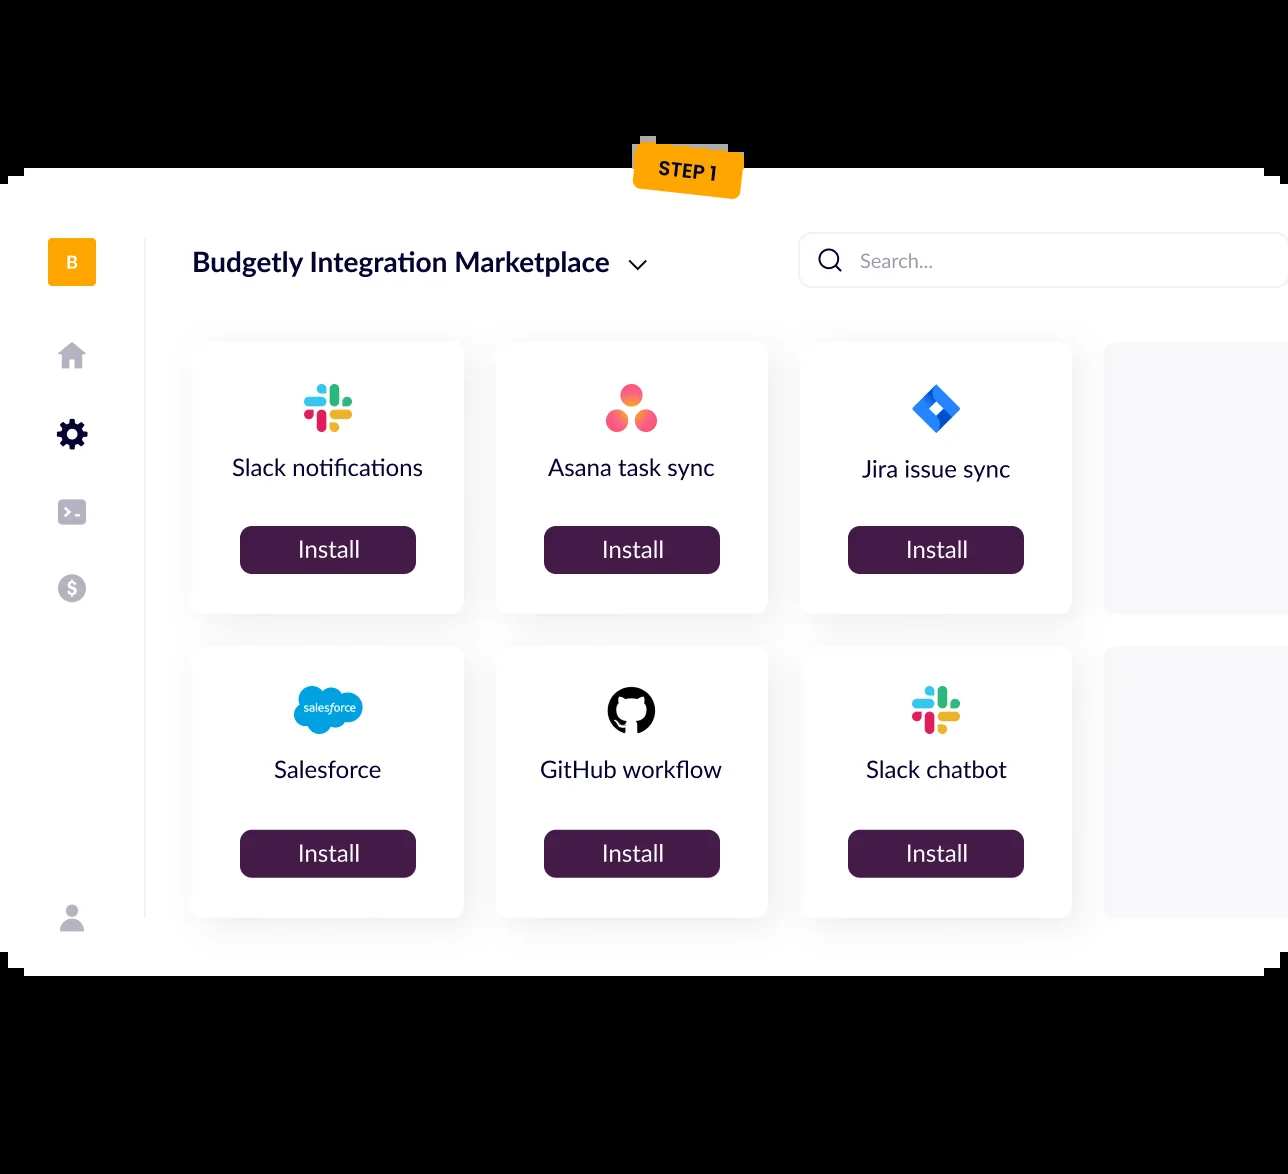 STEP 1
B
Budgetly Integration Marketplace
Search...
Slack notifications
Asana task sync
Jira issue sync
Install
Install
Install
salesforce
Salesforce
GitHub workflow
Slack chatbot
Install
Install
Install